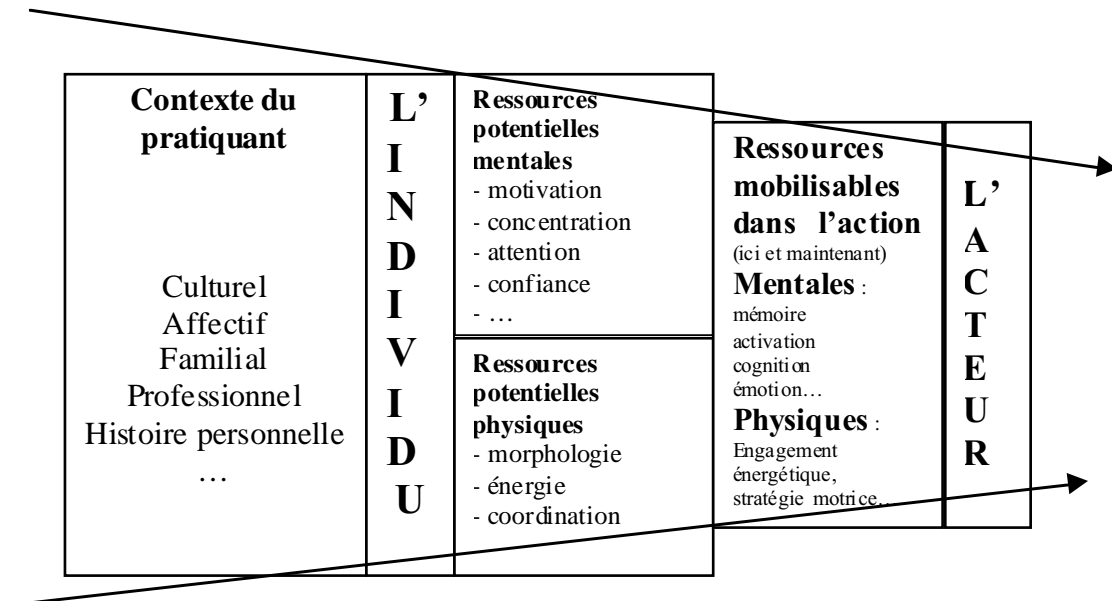 Contexte du
pratiquant
Culturel
Affectif
Familial
Professionnel
Histoire personnelle
…
L’
I
N
D
I
V
I
D
U
Ressources
potentielles
mentales
- motivation
- concentration
- attention
- confiance
- …
Ressources
potentielles
physiques
- morphologie
- énergie
- coordination
Ressources
mobilisables
dans l’action
(ici et maintenant)
Mentales :
mémoire
activation
cognition
émotion…
Physiques :
Engagement
énergétique,
stratégie motrice…
L’
A
C
T
E
U
R